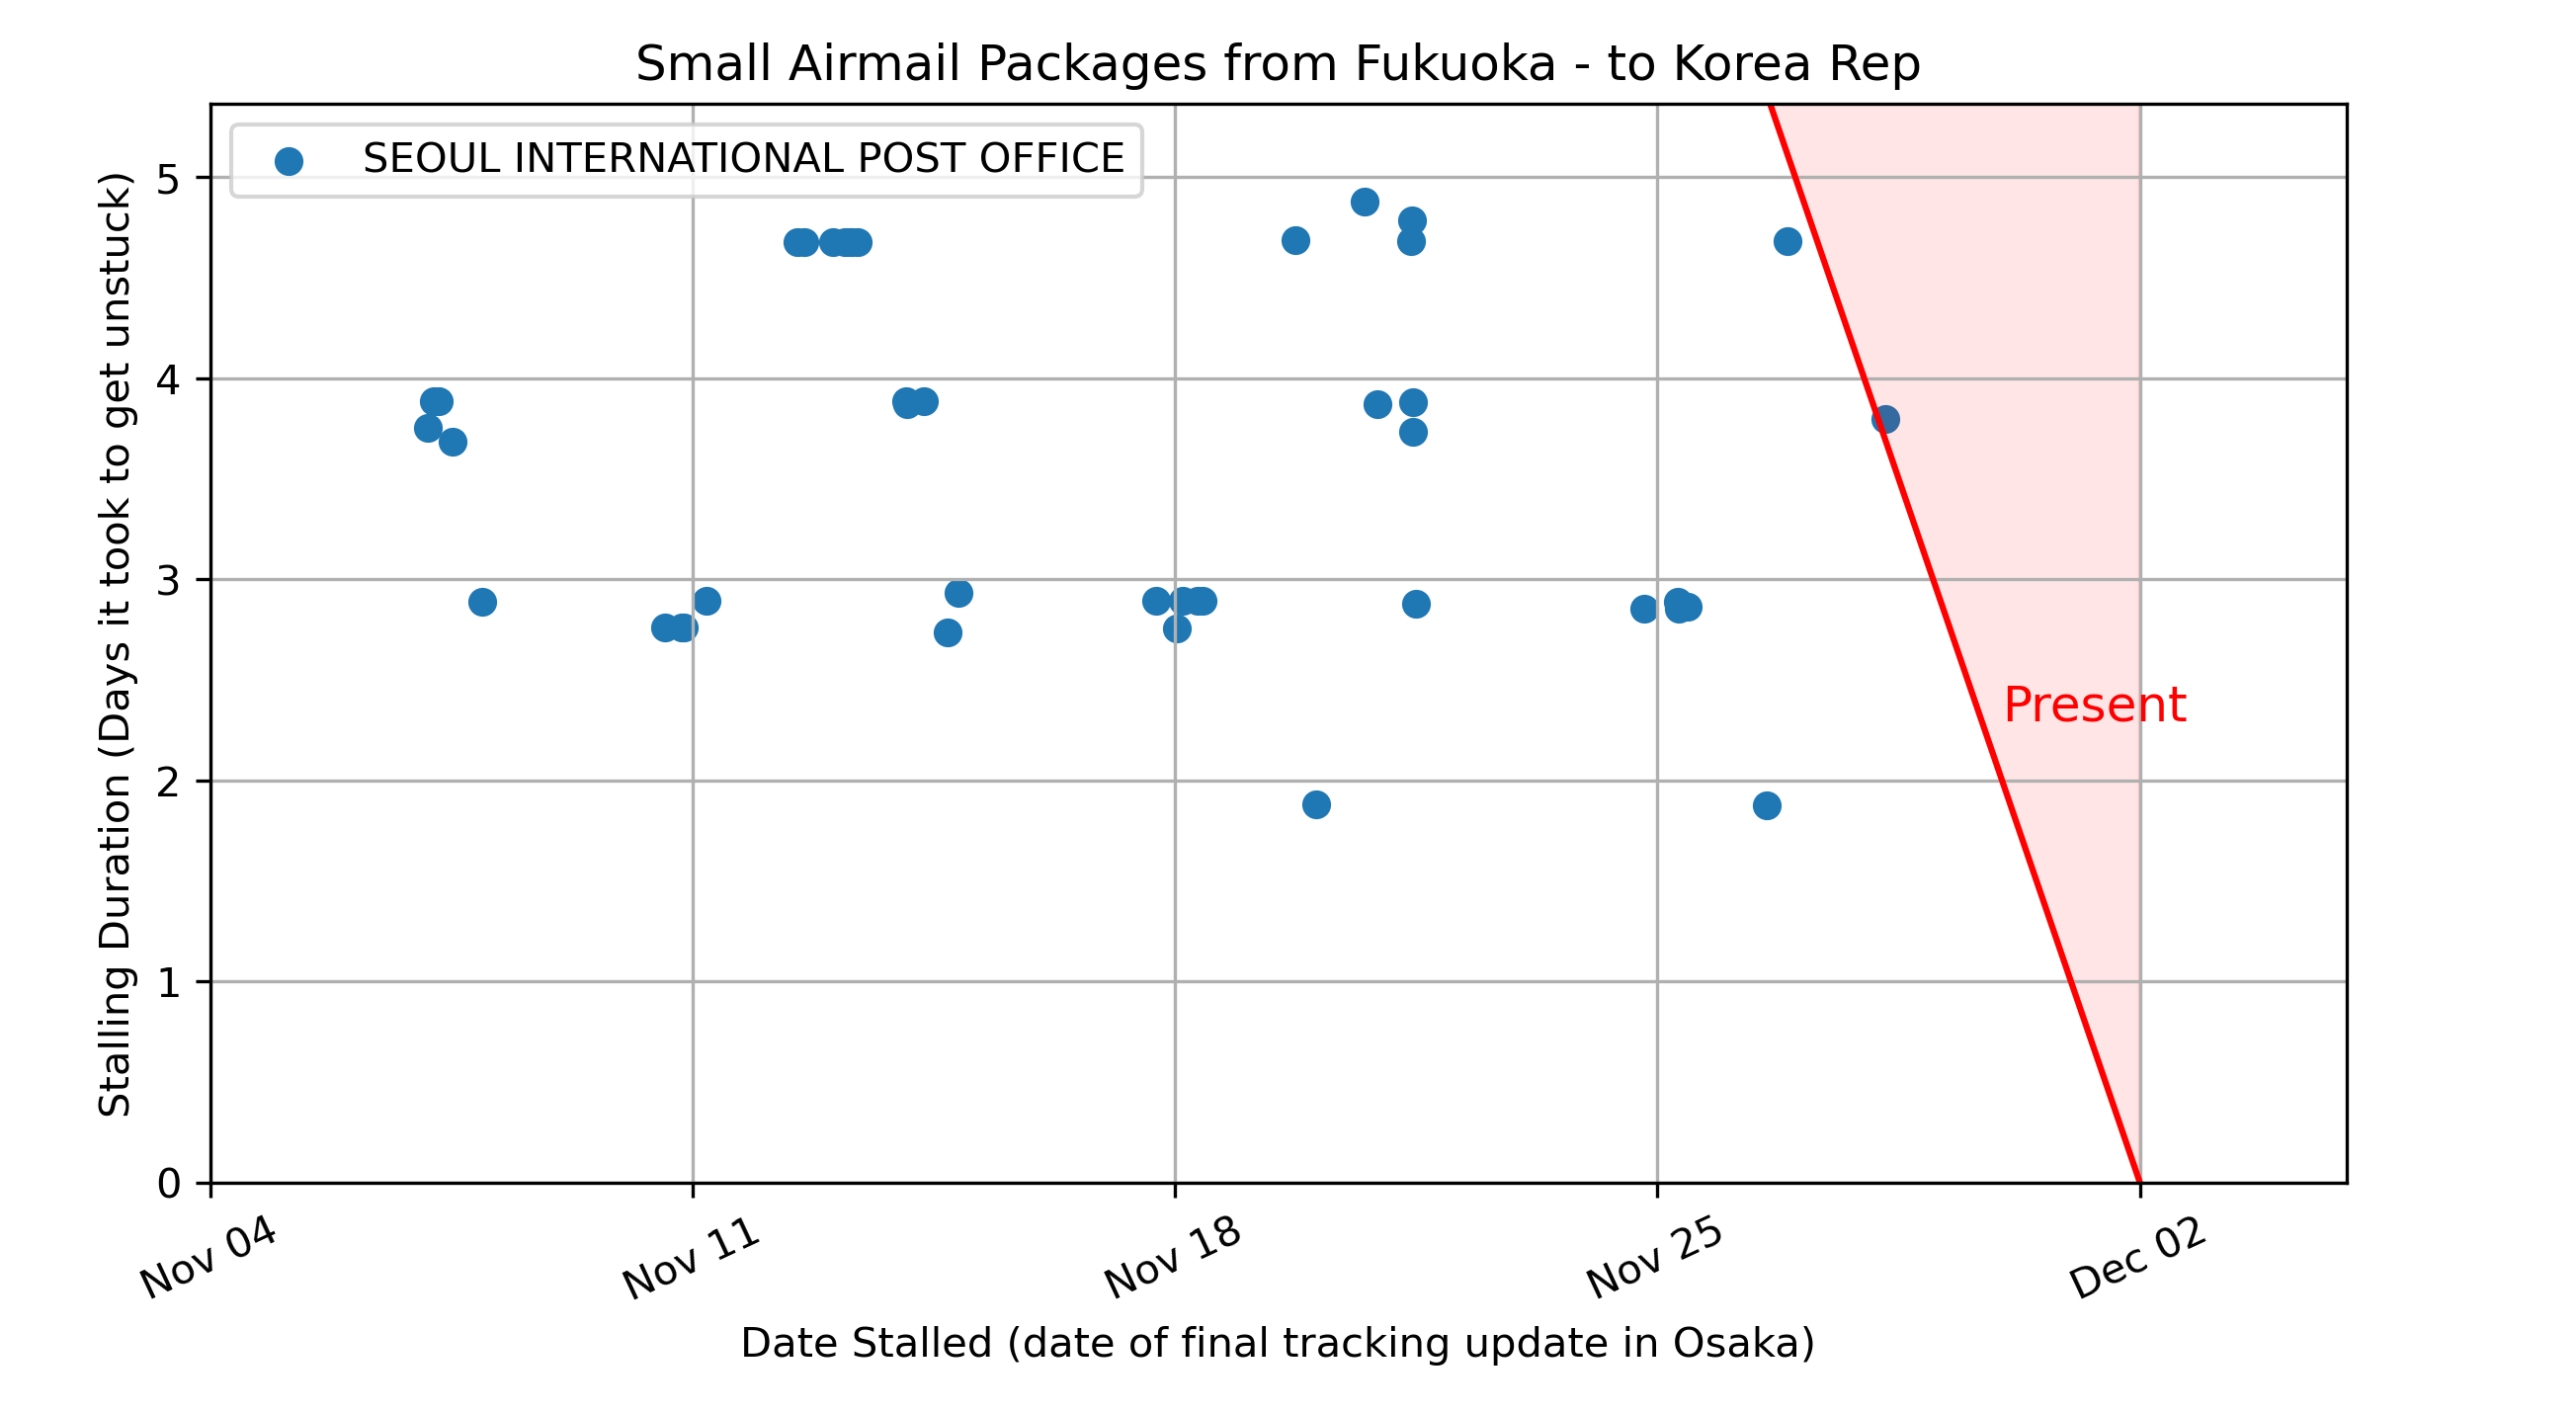 Small Airmail Packages from Fukuoka - to Korea Rep
SEOUL INTERNATIONAL POST OFFICE
Stalling Duration (Days it took to get unstuck)
5
4
3
2
1
0
Present
Nov 04
Nov 11
Nov 18
Nov 25
Dec 02
Date Stalled (date of final tracking update in Osaka)